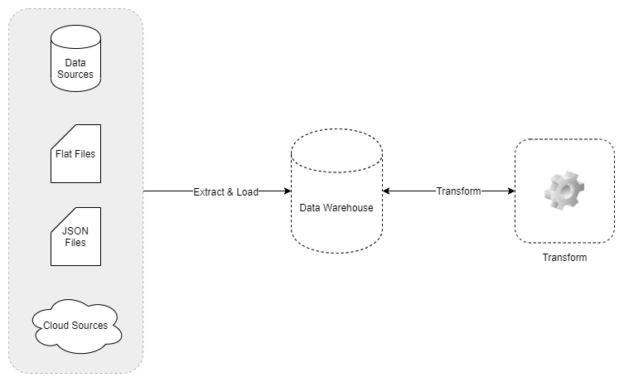 Data
Sources
Flat Files
JSON
Files
Cloud Sources
Extract & Load
Data Warehouse
Transform
Transform